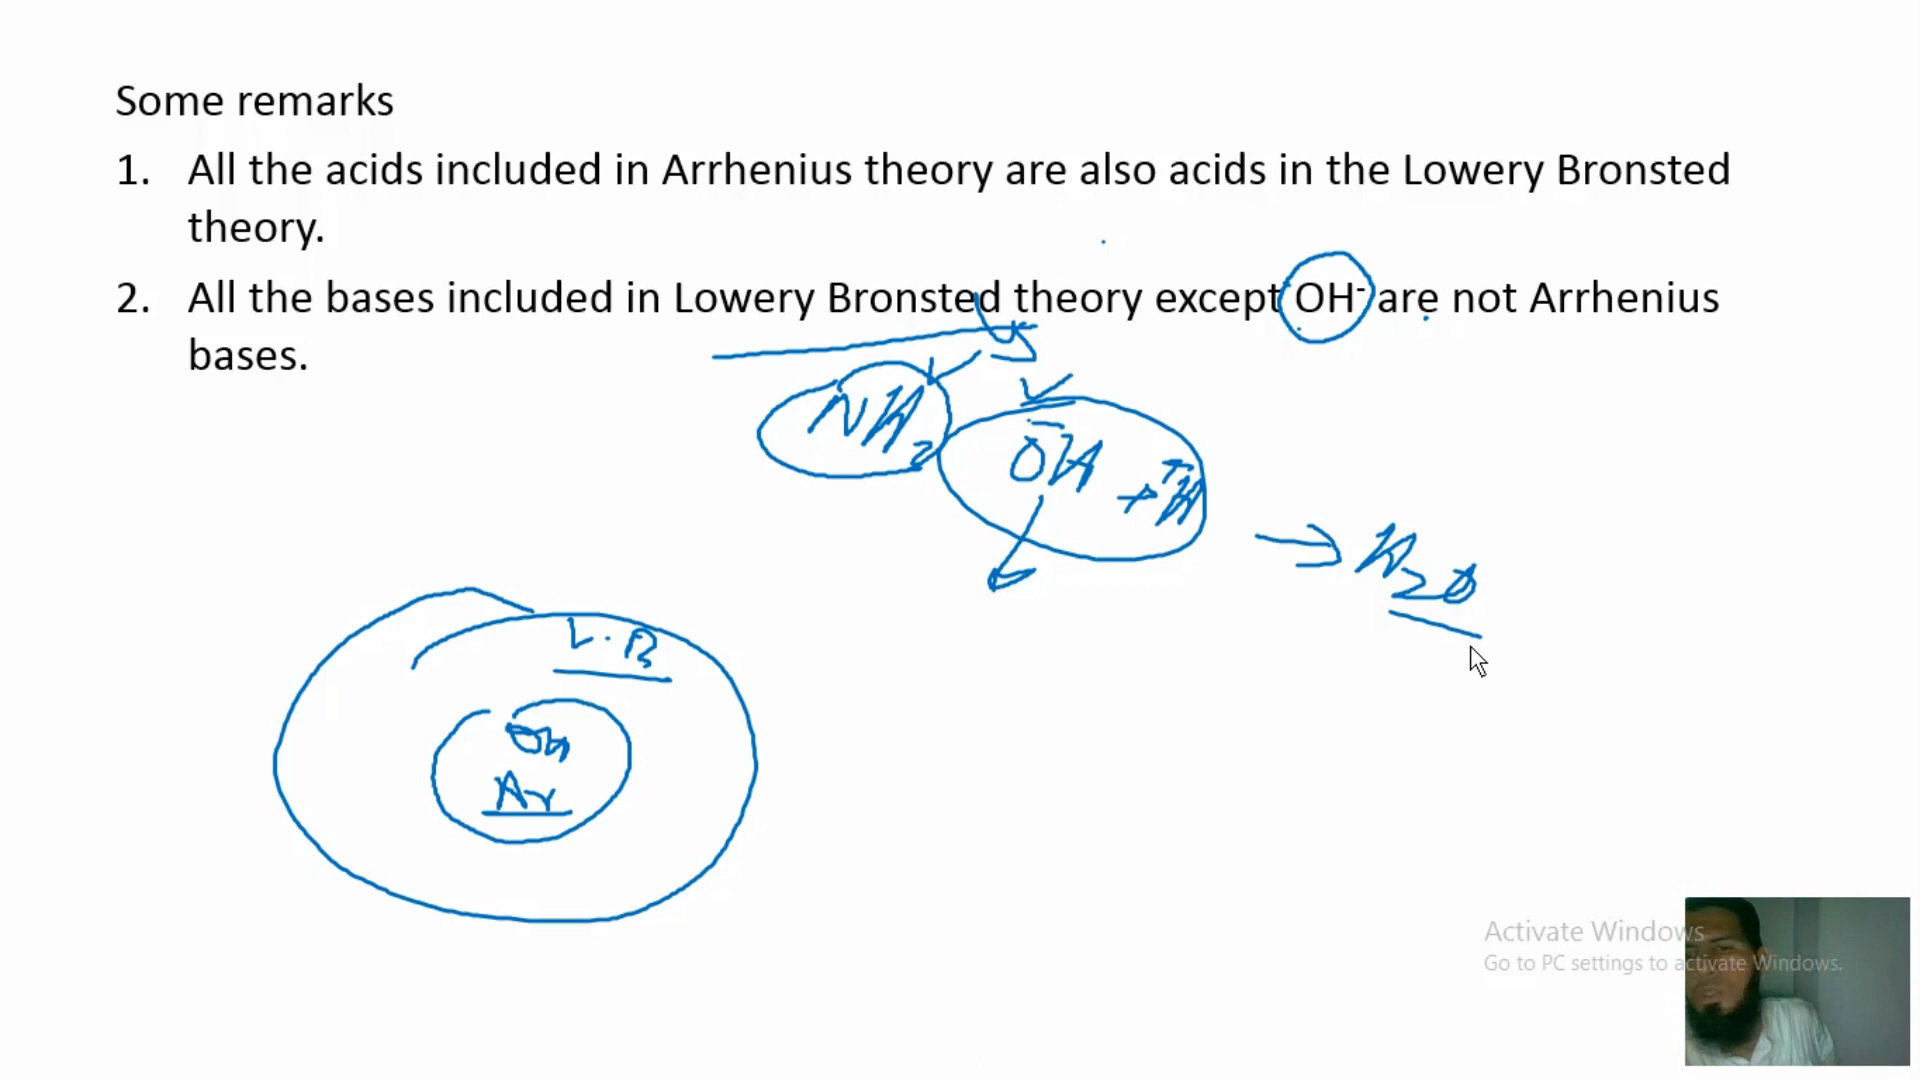 Some remarks
1. All the acids included in Arrhenius theory are also acids in the Lowery Bronsted
theory.
2. All the bases included in Lowery Bronsted theory except OH⁻ are not Arrhenius
bases.
NH₃
OH⁻ + H⁺
→ H₂O
L.B
OH
Ar
Activate Windows
Go to PC settings to activate Windows.